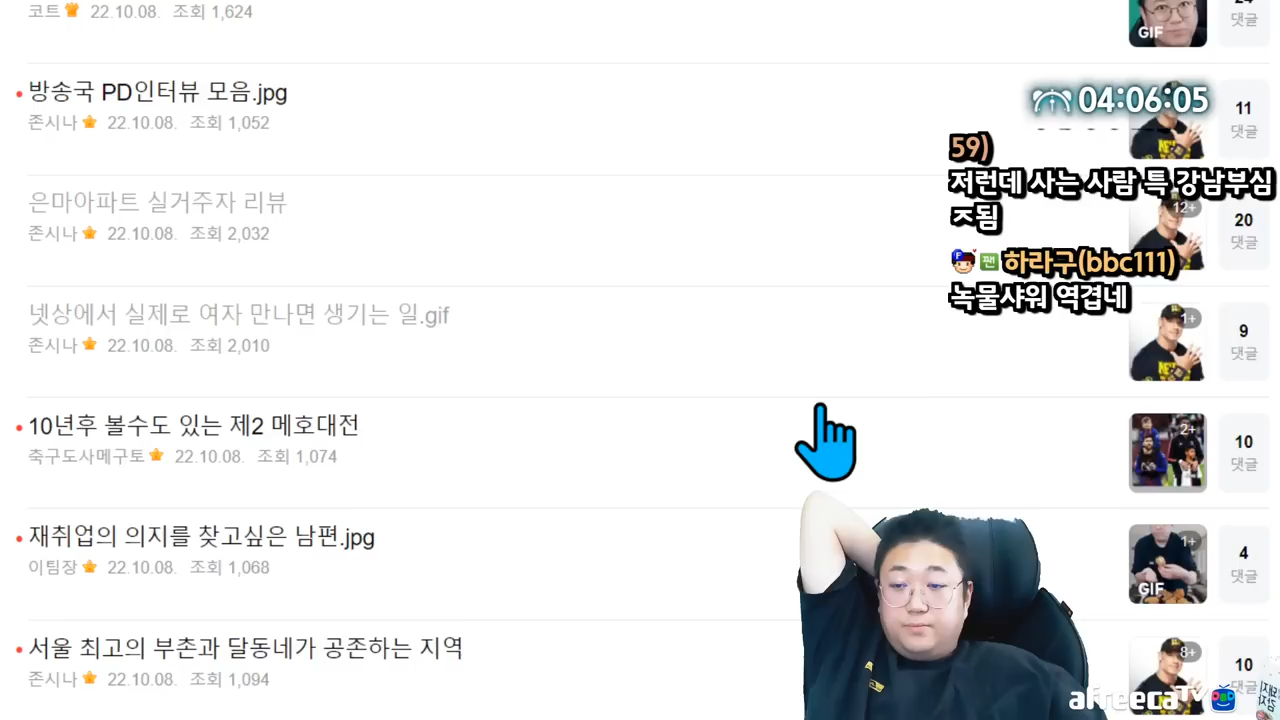 코트 22.10.08. 조회 1,624
GIF
24
댓글
방송국 PD인터뷰 모음.jpg
존시나 22.10.08. 조회 1,052
11
댓글
04:06:05
59)
저런데 사는 사람 특 강남부심
ㅈ됨
은마아파트 실거주자 리뷰
존시나 22.10.08. 조회 2,032
12+
20
댓글
F 팬 하라구(bbc111)
녹물샤워 역겹네
넷상에서 실제로 여자 만나면 생기는 일.gif
존시나 22.10.08. 조회 2,010
1+
9
댓글
10년후 볼수도 있는 제2 메호대전
축구도사메구토 22.10.08. 조회 1,074
2+
10
댓글
재취업의 의지를 찾고싶은 남편.jpg
이팀장 22.10.08. 조회 1,068
1+
GIF
4
댓글
서울 최고의 부촌과 달동네가 공존하는 지역
존시나 22.10.08. 조회 1,094
8+
10
댓글
afreecaTV